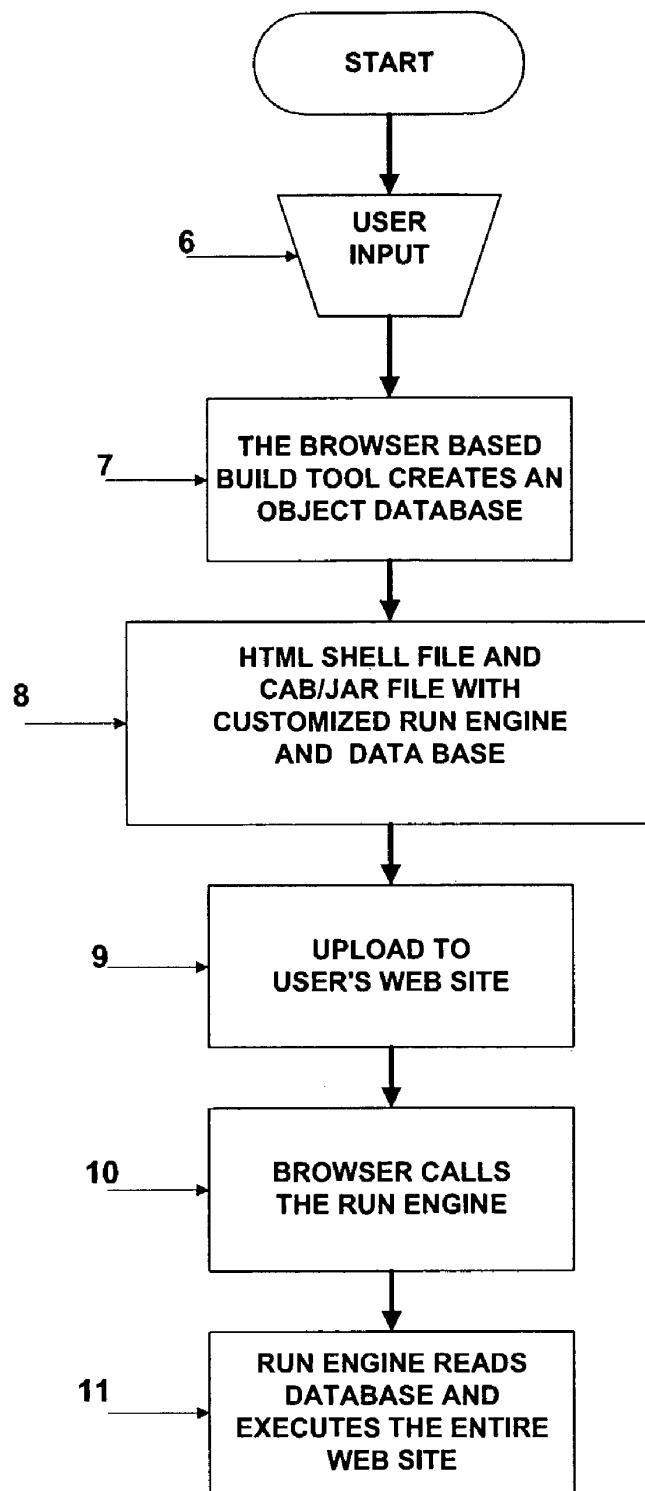 START
USER
INPUT
6
THE BROWSER BASED
BUILD TOOL CREATES AN
OBJECT DATABASE
7
HTML SHELL FILE AND
CAB/JAR FILE WITH
CUSTOMIZED RUN ENGINE
AND DATA BASE
8
UPLOAD TO
USER'S WEB SITE
9
BROWSER CALLS
THE RUN ENGINE
10
RUN ENGINE READS
DATABASE AND
EXECUTES THE ENTIRE
WEB SITE
11